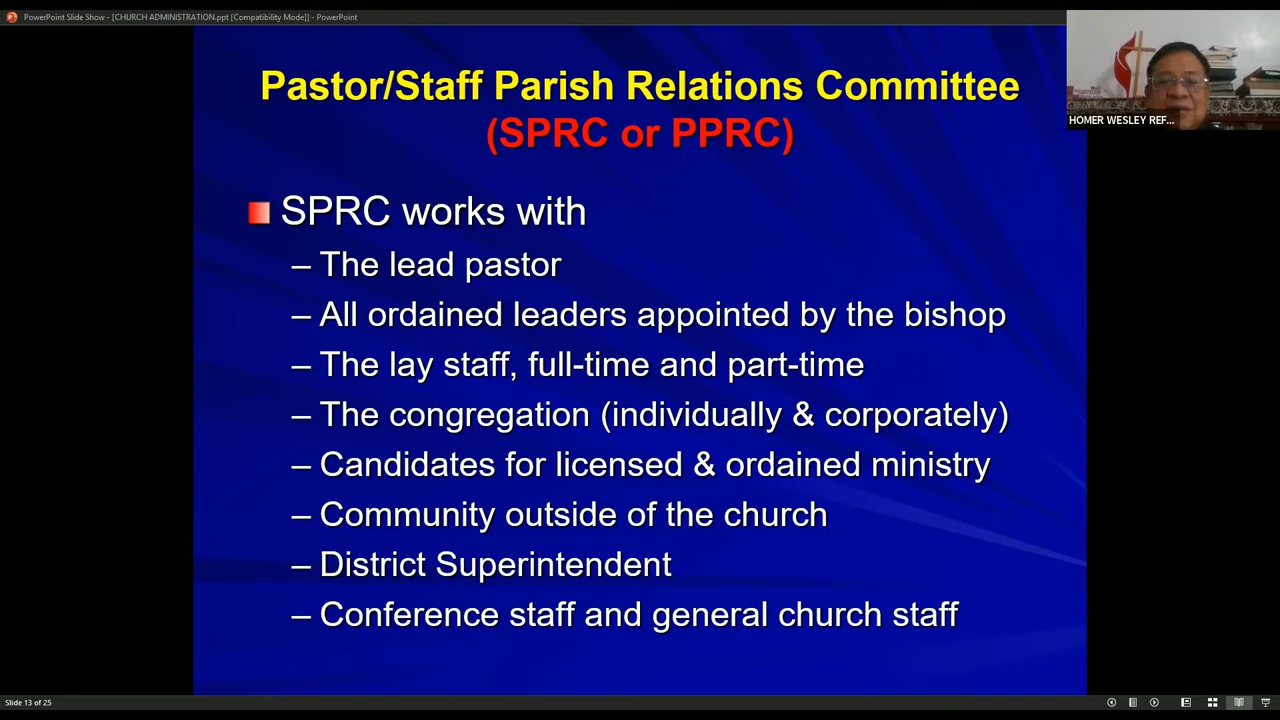 PowerPoint Slide Show - [CHURCH ADMINISTRATION.ppt [Compatibility Mode]] - PowerPoint
Pastor/Staff Parish Relations Committee
(SPRC or PPRC)
HOMER WESLEY REF...
SPRC works with
– The lead pastor
– All ordained leaders appointed by the bishop
– The lay staff, full-time and part-time
– The congregation (individually & corporately)
– Candidates for licensed & ordained ministry
– Community outside of the church
– District Superintendent
– Conference staff and general church staff
Slide 13 of 25